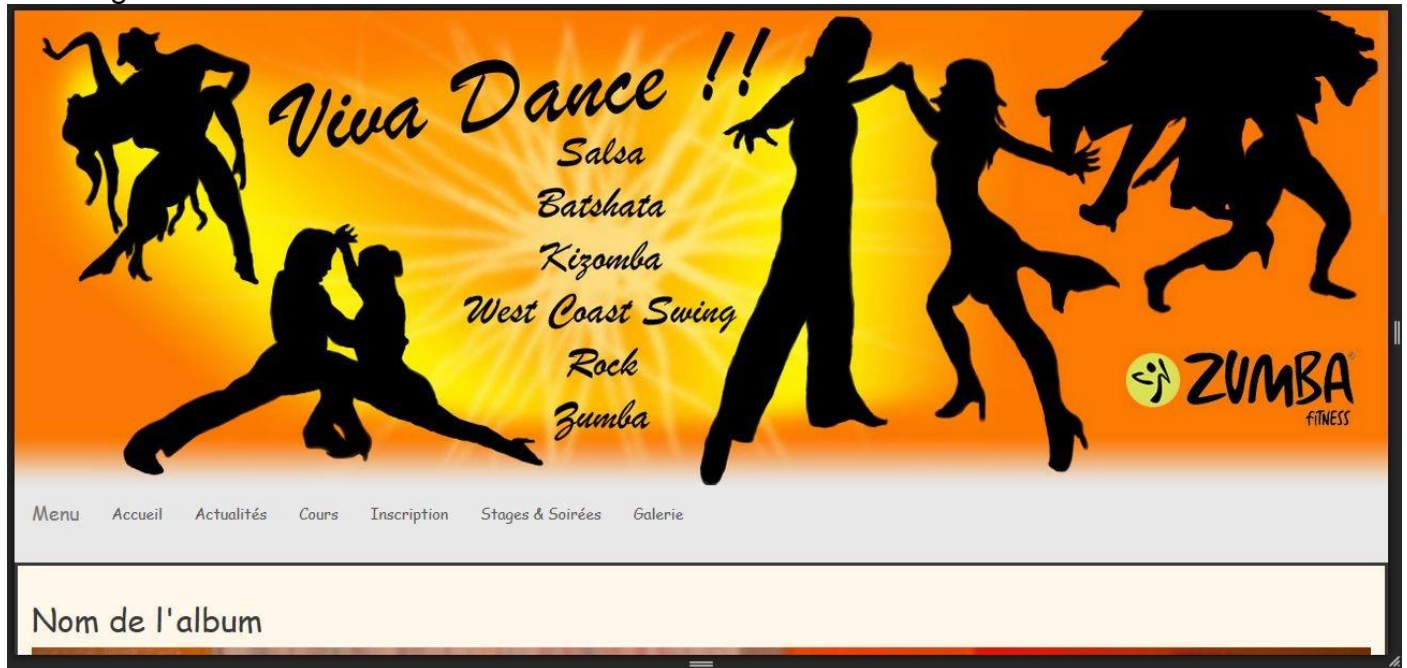 Viva Dance !!
Salsa
Batshata
Kizomba
West Coast Swing
Rock
Zumba
ZUMBA®
FITNESS
Menu Accueil Actualités Cours Inscription Stages & Soirées Galerie
Nom de l'album